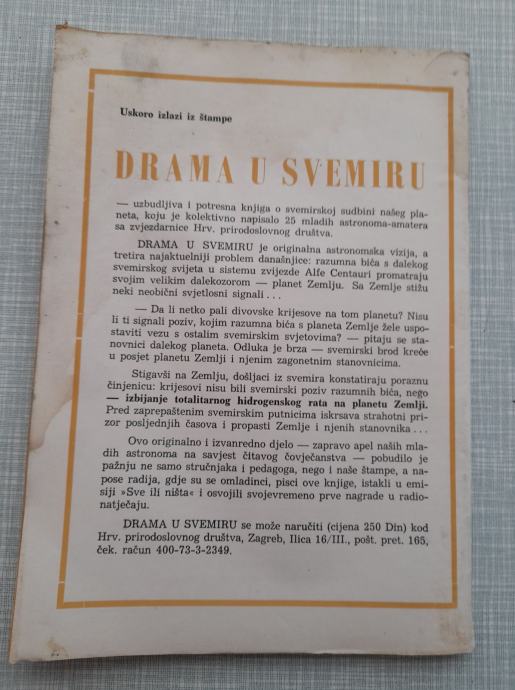 Uskoro izlazi iz štampe
DRAMA U SVEMIRU
— uzbudljiva i potresna knjiga o svemirskoj sudbini našeg pla-
neta, koju je kolektivno napisalo 25 mladih astronoma-amatera
sa zvjezdarnice Hrv. prirodoslovnog društva.
DRAMA U SVEMIRU je originalna astronomska vizija, a
tretira najaktuelniji problem današnjice: razumna bića s dalekog
svemirskog svijeta u sistemu zvijezde Alfe Centauri promatraju
svojim velikim dalekozorom — planet Zemlju. Sa Zemlje stižu
neki neobični svjetlosni signali . . .
— Da li netko pali divovske krijesove na tom planetu? Nisu
li ti signali poziv, kojim razumna bića s planeta Zemlje žele uspo-
staviti vezu s ostalim svemirskim svjetovima? — pitaju se sta-
novnici dalekog planeta. Odluka je brza — svemirski brod kreće
u posjet planetu Zemlji i njenim zagonetnim stanovnicima.
Stigavši na Zemlju, došljaci iz svemira konstatiraju poraznu
činjenicu: krijesovi nisu bili svemirski poziv razumnih bića, nego
— izbijanje totalitarnog hidrogenskog rata na planetu Zemlji.
Pred zaprepaštenim svemirskim putnicima iskrsava strahotni pri-
zor posljednjih časova i propasti Zemlje i njenih stanovnika . . .
Ovo originalno i izvanredno djelo — zapravo apel naših mla-
dih astronoma na savjest čitavog čovječanstva — pobudilo je
pažnju ne samo stručnjaka i pedagoga, nego i naše štampe, a na-
pose radija, gdje su se omladinci, pisci ove knjige, istakli u emi-
siji »Sve ili ništa« i osvojili svojevremeno prve nagrade u radio-
natječaju.
DRAMA U SVEMIRU se može naručiti (cijena 250 Din) kod
Hrv. prirodoslovnog društva, Zagreb, Ilica 16/III., pošt. pret. 165,
ček. račun 400-73-3-2349.